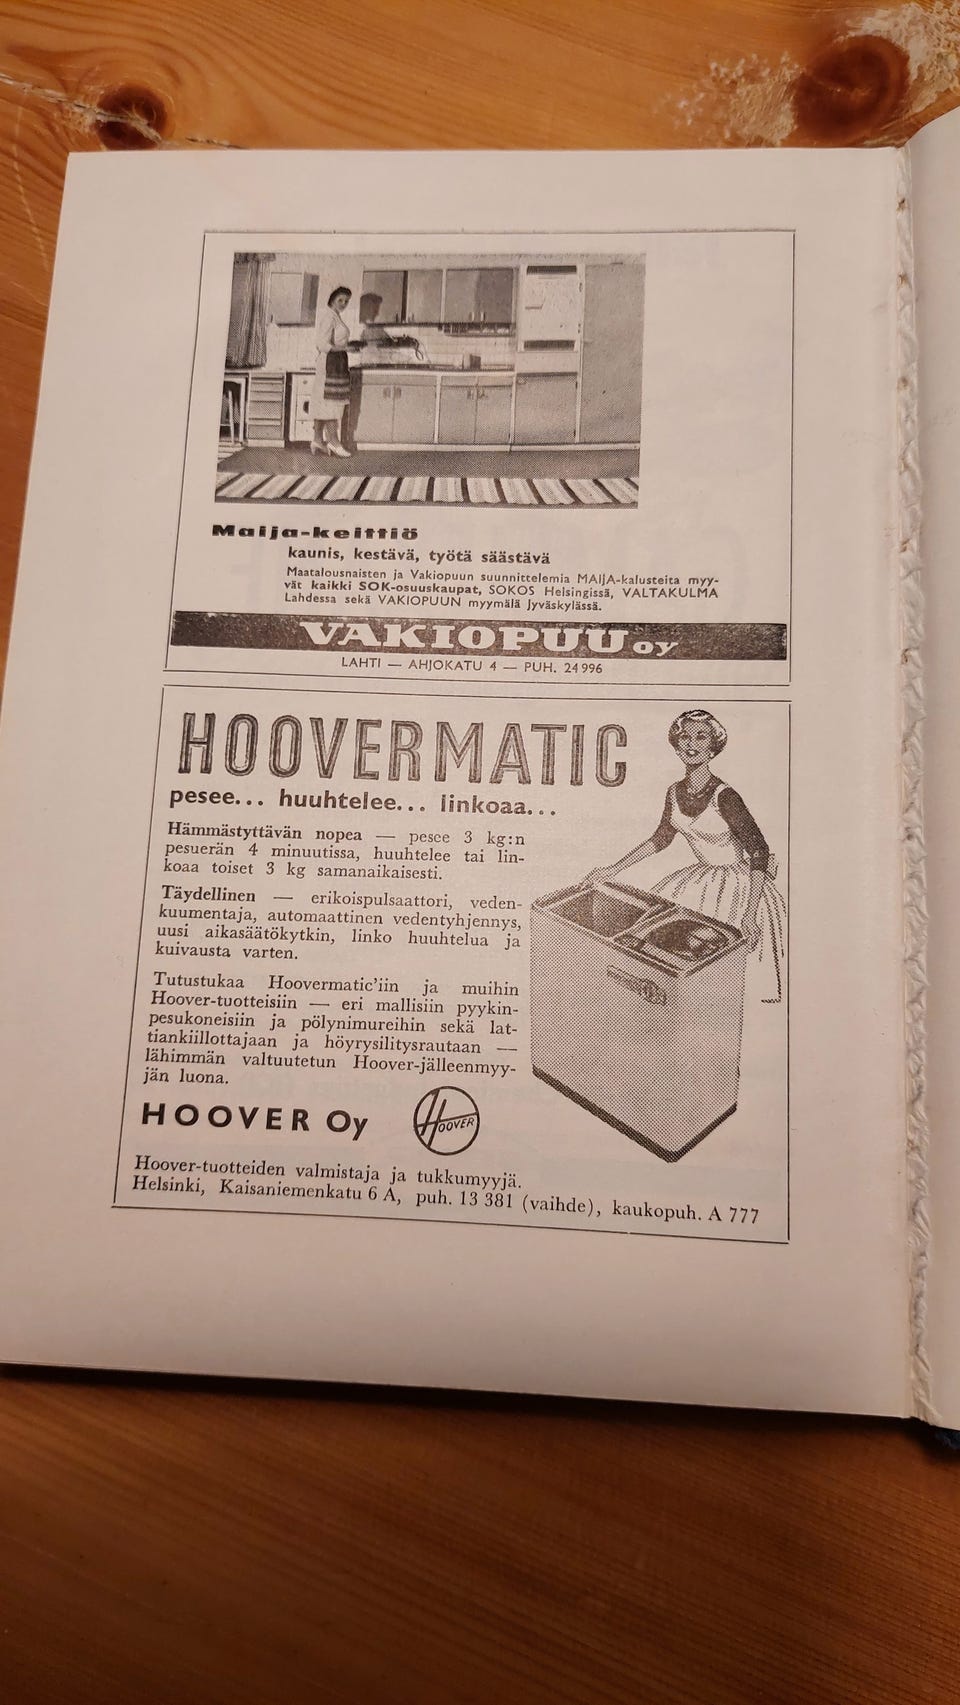 Maija-keittiö
kaunis, kestävä, työtä säästävä
Maatalousnaisten ja Vakiopuun suunnittelemia MAIJA-kalusteita myy-
vät kaikki SOK-osuuskaupat, SOKOS Helsingissä, VALTAKULMA
Lahdessa sekä VAKIOPUUN myymälä Jyväskylässä.
VAKIOPUU oy
LAHTI — AHJOKATU 4 — PUH. 24 996
HOOVERMATIC
pesee... huuhtelee... linkoaa...
Hämmästyttävän nopea — pesee 3 kg:n
pesuerän 4 minuutissa, huuhtelee tai lin-
koaa toiset 3 kg samanaikaisesti.
Täydellinen — erikoispulsaattori, veden-
kuumentaja, automaattinen vedentyhjennys,
uusi aikasäätökytkin, linko huuhtelua ja
kuivausta varten.
Tutustukaa Hoovermatic'iin ja muihin
Hoover-tuotteisiin — eri mallisiin pyykin-
pesukoneisiin ja pölynimureihin sekä lat-
tiankiillottajaan ja höyrysilitysrautaan —
lähimmän valtuutetun Hoover-jälleenmyy-
jän luona.
HOOVER Oy
HOOVER
Hoover-tuotteiden valmistaja ja tukkumyyjä.
Helsinki, Kaisaniemenkatu 6 A, puh. 13 381 (vaihde), kaukopuh. A 777